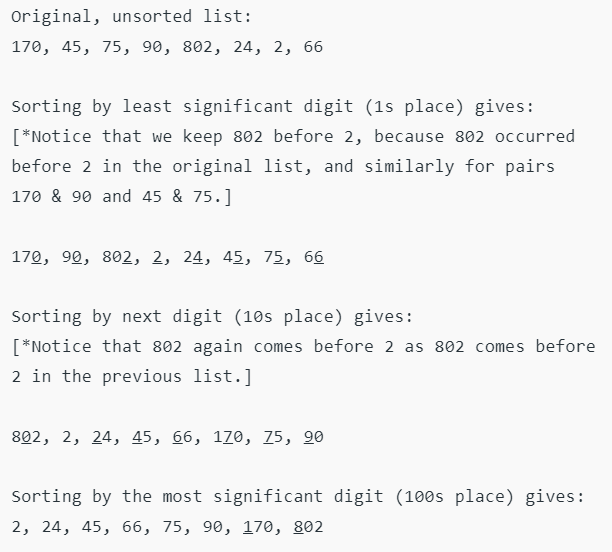 Original, unsorted list:
170, 45, 75, 90, 802, 24, 2, 66
Sorting by least significant digit (1s place) gives:
[*Notice that we keep 802 before 2, because 802 occurred
before 2 in the original list, and similarly for pairs
170 & 90 and 45 & 75.]
170, 90, 802, 2, 24, 45, 75, 66
Sorting by next digit (10s place) gives:
[*Notice that 802 again comes before 2 as 802 comes before
2 in the previous list.]
802, 2, 24, 45, 66, 170, 75, 90
Sorting by the most significant digit (100s place) gives:
2, 24, 45, 66, 75, 90, 170, 802